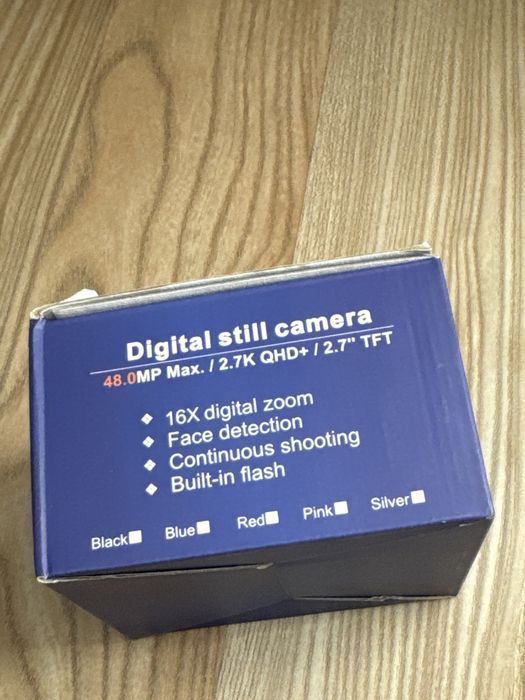 Digital still camera
48.0MP Max. / 2.7K QHD+ / 2.7" TFT
❖ 16X digital zoom
❖ Face detection
❖ Continuous shooting
❖ Built-in flash
Black Blue Red Pink Silver